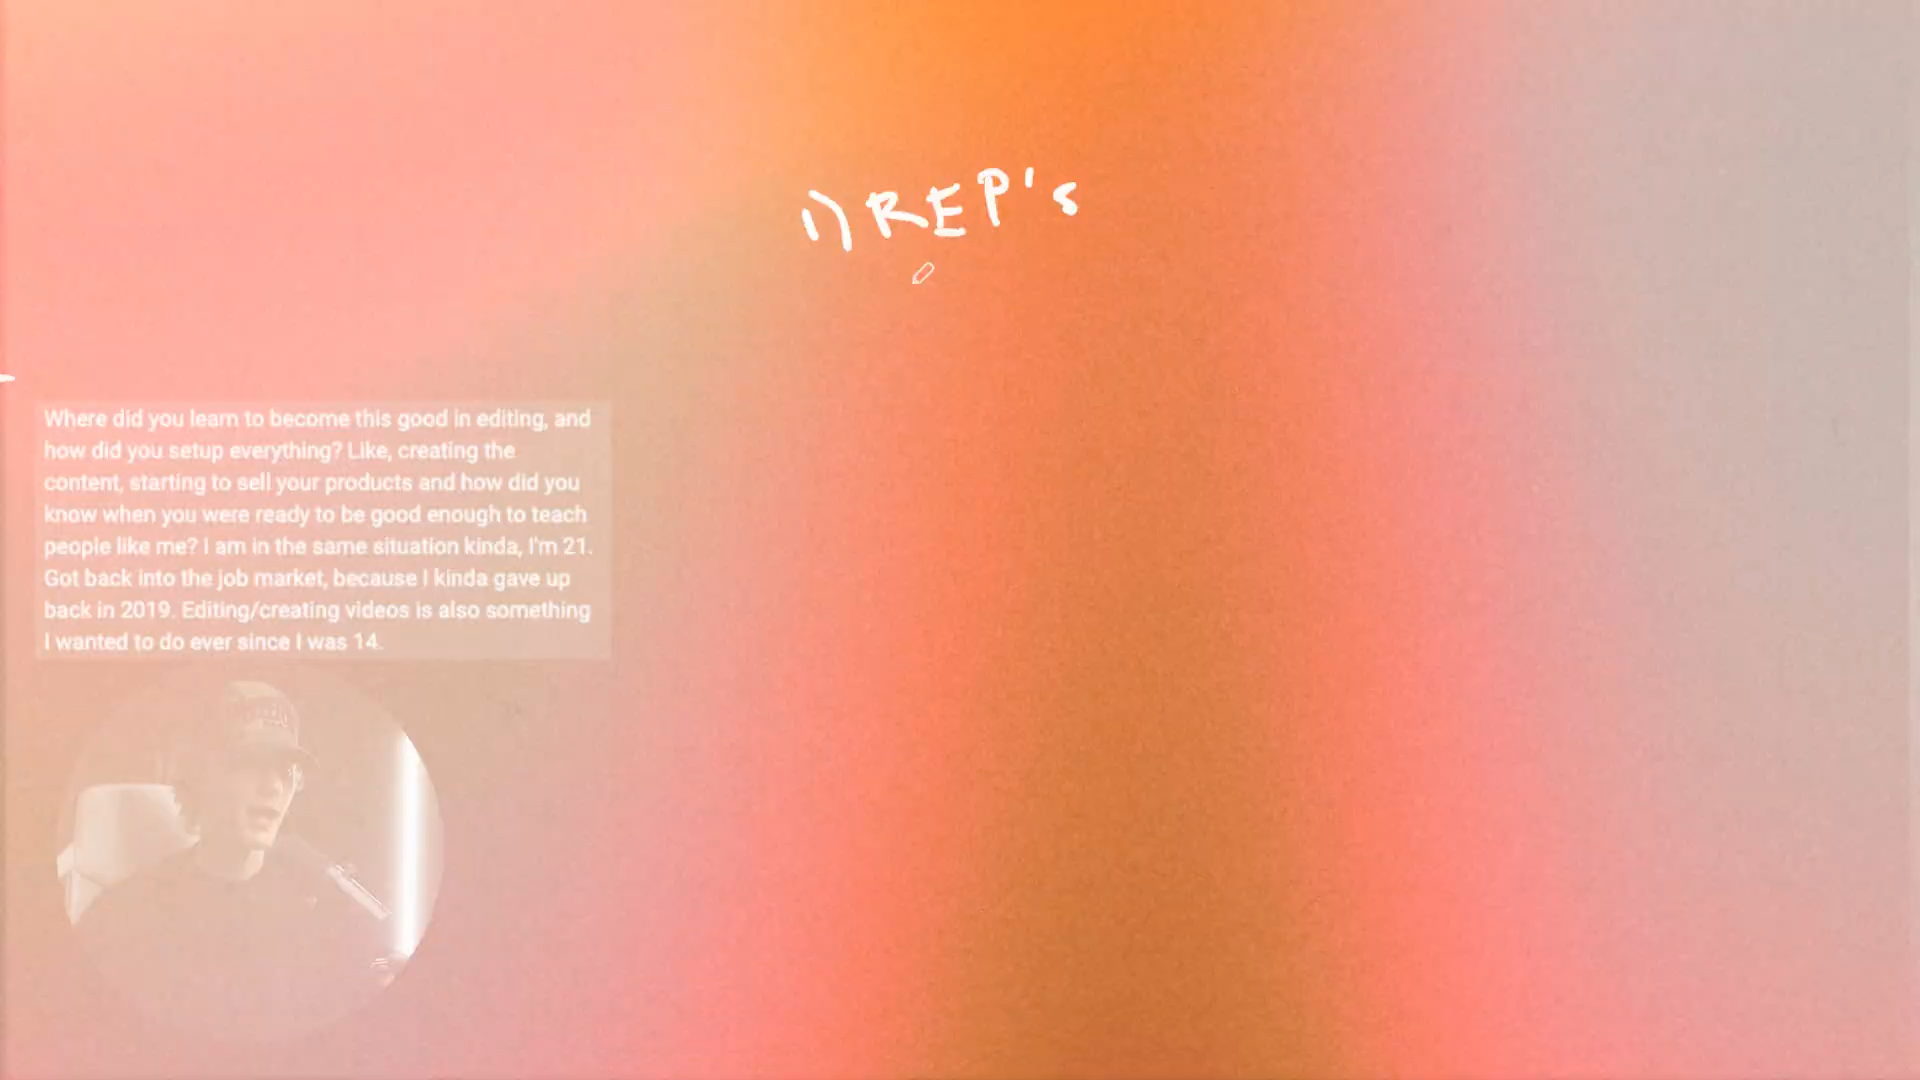 1) REP's
Where did you learn to become this good in editing, and
how did you setup everything? Like, creating the
content, starting to sell your products and how did you
know when you were ready to be good enough to teach
people like me? I am in the same situation kinda, I'm 21.
Got back into the job market, because I kinda gave up
back in 2019. Editing/creating videos is also something
I wanted to do ever since I was 14.